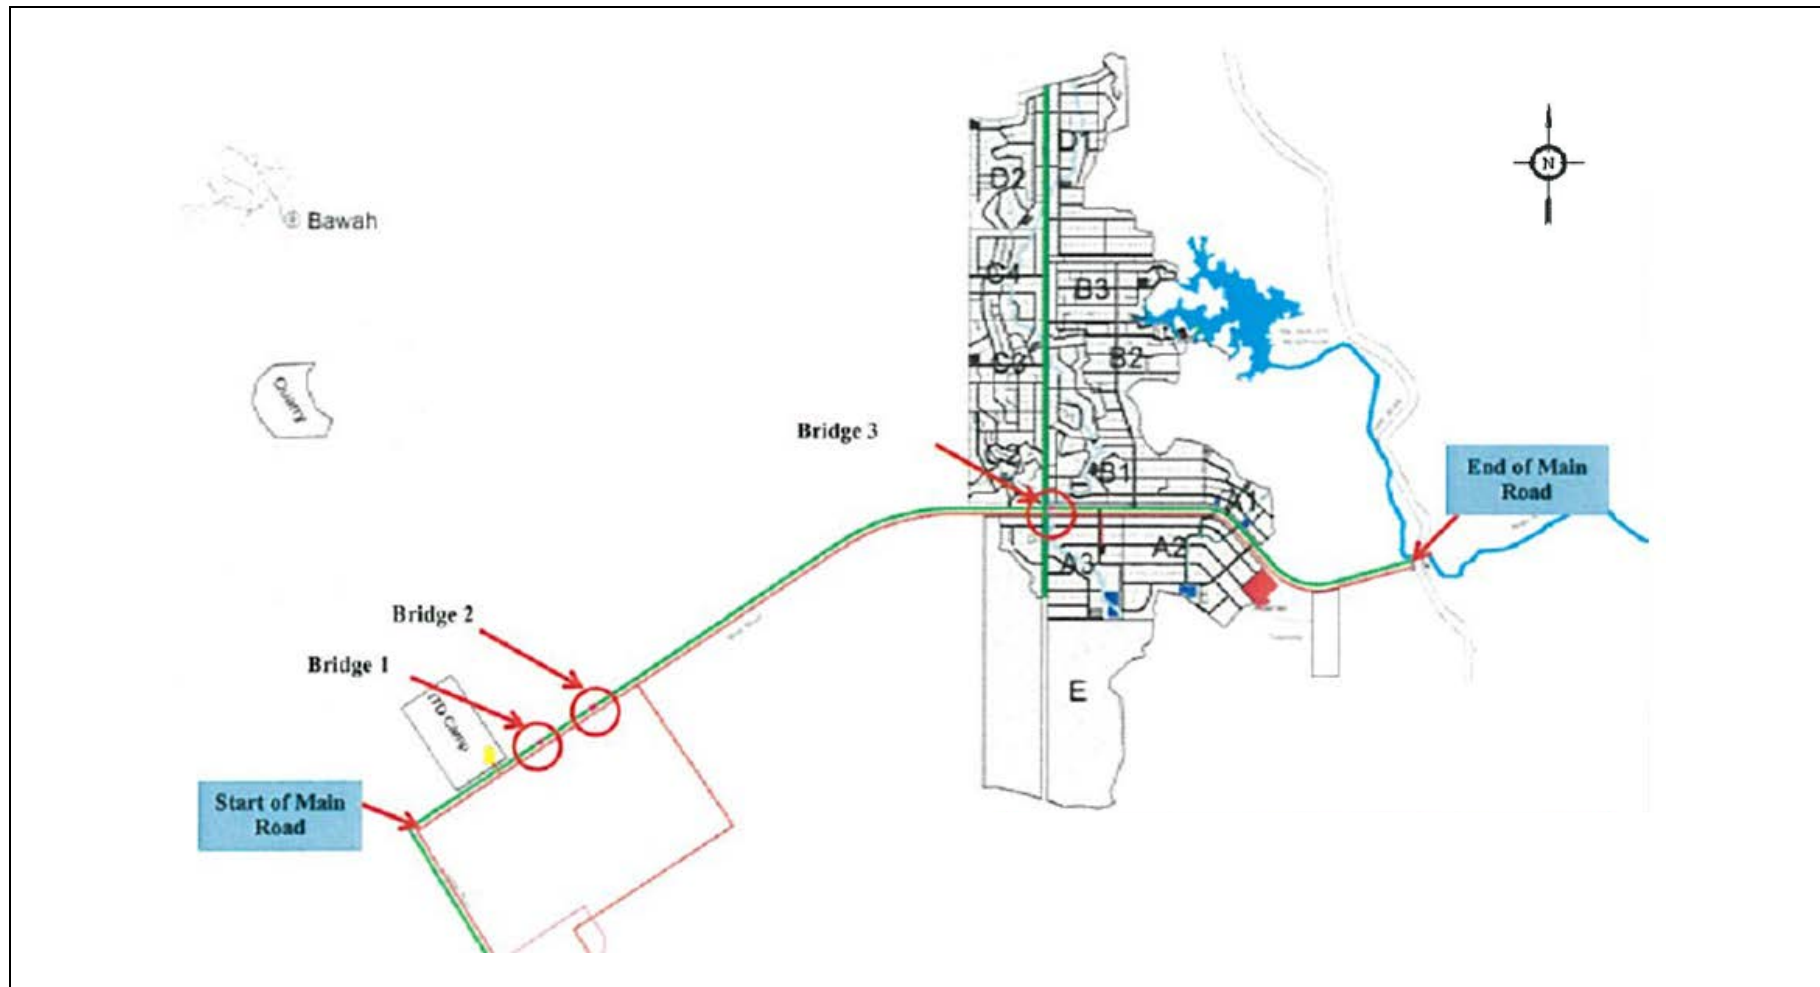 D1
D2
N
Bawah
C4
B3
B2
C3
Quarry
Bridge 3
C2
B1
End of Main
Road
A1
A2
A3
Bridge 2
Bridge 1
ITD Camp
E
Start of Main
Road